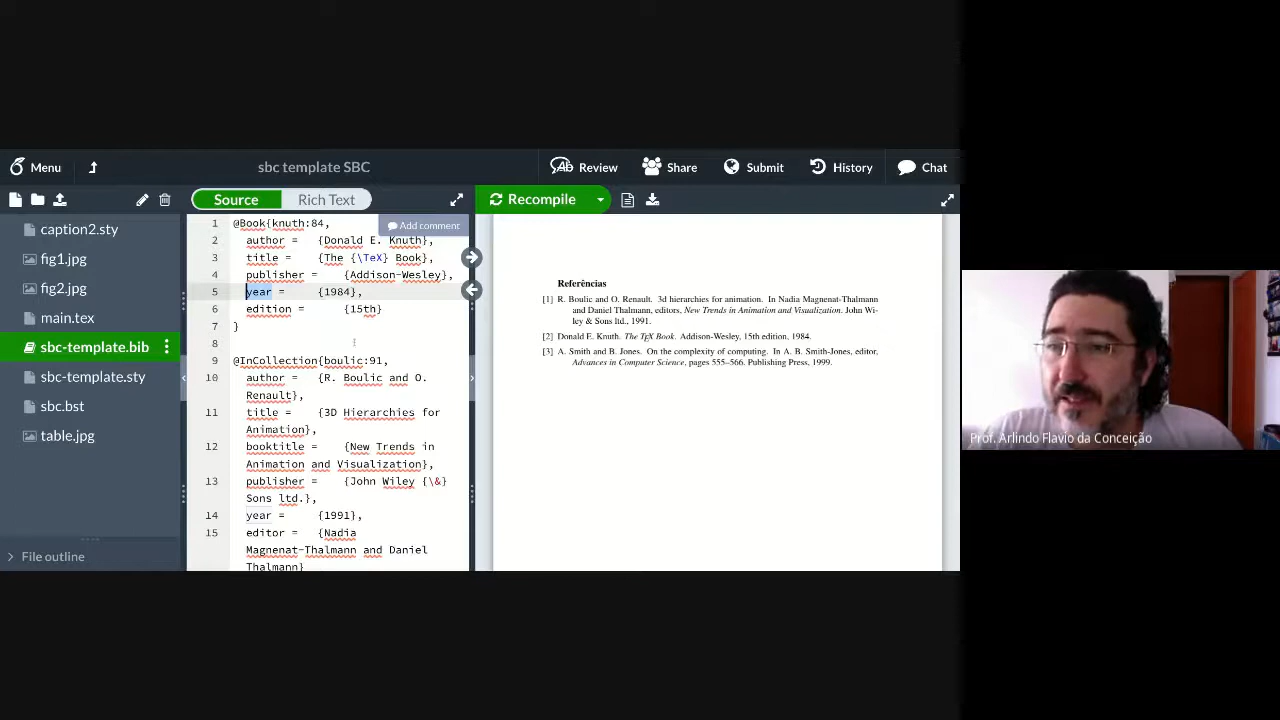 Menu
sbc template SBC
Review
Share
Submit
History
Chat
Source
Rich Text
Recompile
caption2.sty
fig1.jpg
fig2.jpg
main.tex
sbc-template.bib
sbc-template.sty
sbc.bst
table.jpg
File outline
Add comment
1 @Book{knuth:84,
2 author = {Donald E. Knuth},
3 title = {The {\TeX} Book},
4 publisher = {Addison-Wesley},
5 year = {1984},
6 edition = {15th}
7 }
8
9 @InCollection{boulic:91,
10 author = {R. Boulic and O.
Renault},
11 title = {3D Hierarchies for
Animation},
12 booktitle = {New Trends in
Animation and Visualization},
13 publisher = {John Wiley {\&}
Sons ltd.},
14 year = {1991},
15 editor = {Nadia
Magnenat-Thalmann and Daniel
Thalmann}
Referências
[1] R. Boulic and O. Renault. 3d hierarchies for animation. In Nadia Magnenat-Thalmann
and Daniel Thalmann, editors, New Trends in Animation and Visualization. John Wi-
ley & Sons ltd., 1991.
[2] Donald E. Knuth. The TEX Book. Addison-Wesley, 15th edition, 1984.
[3] A. Smith and B. Jones. On the complexity of computing. In A. B. Smith-Jones, editor,
Advances in Computer Science, pages 555–566. Publishing Press, 1999.
Prof. Arlindo Flavio da Conceição